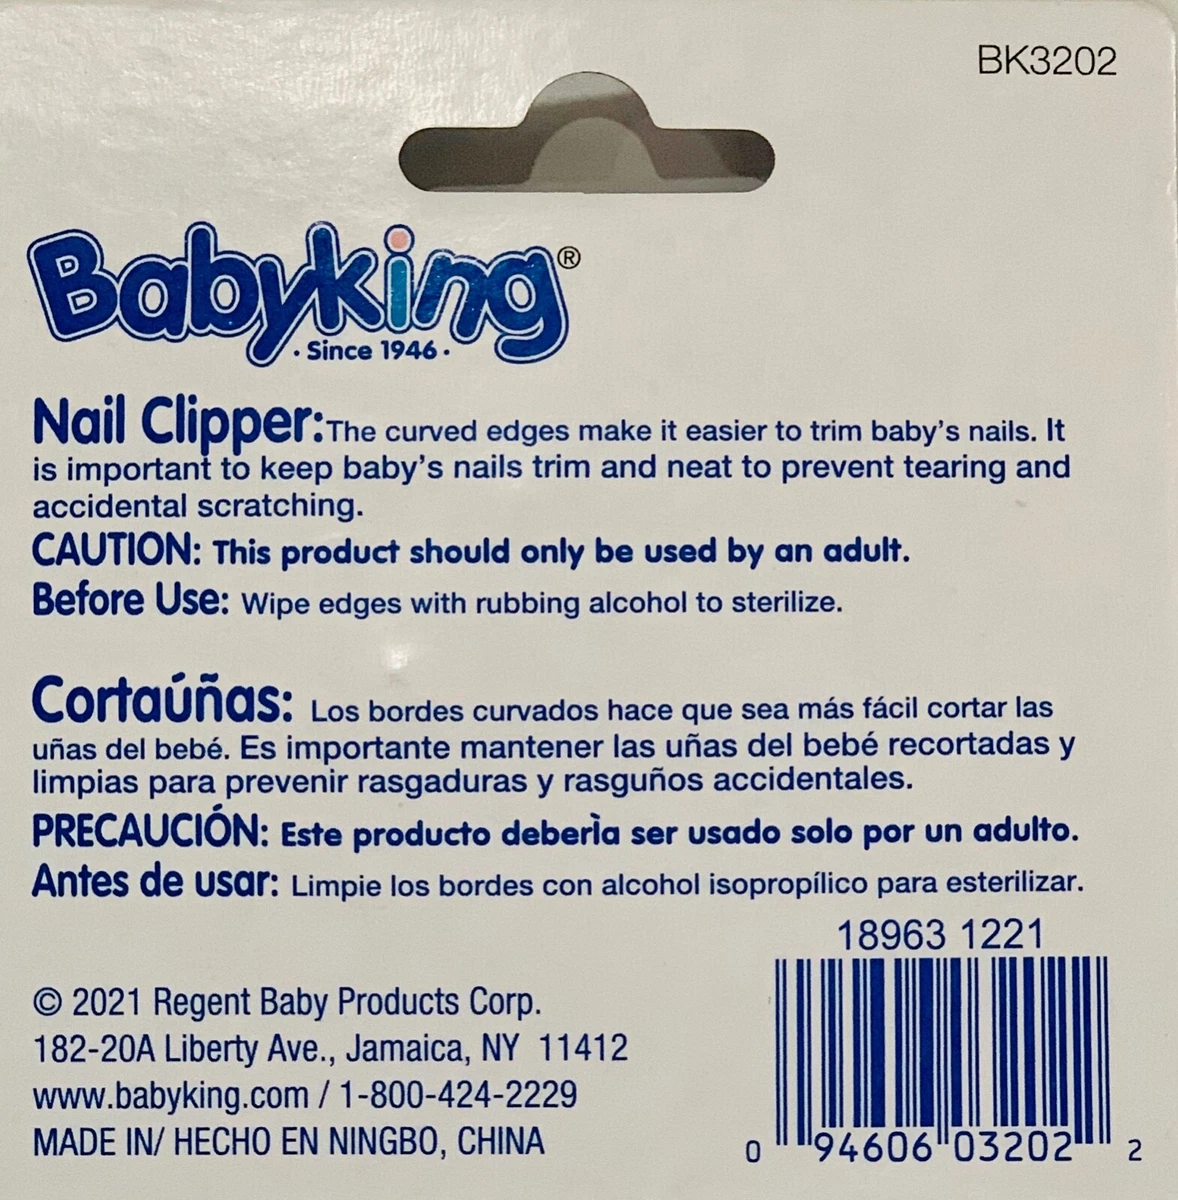 BK3202
Babyking®
· Since 1946 ·
Nail Clipper: The curved edges make it easier to trim baby's nails. It
is important to keep baby's nails trim and neat to prevent tearing and
accidental scratching.
CAUTION: This product should only be used by an adult.
Before Use: Wipe edges with rubbing alcohol to sterilize.
Cortaúñas: Los bordes curvados hace que sea más fácil cortar las
uñas del bebé. Es importante mantener las uñas del bebé recortadas y
limpias para prevenir rasgaduras y rasguños accidentales.
PRECAUCIÓN: Este producto deberìa ser usado solo por un adulto.
Antes de usar: Limpie los bordes con alcohol isopropílico para esterilizar.
18963 1221
© 2021 Regent Baby Products Corp.
182-20A Liberty Ave., Jamaica, NY 11412
www.babyking.com / 1-800-424-2229
MADE IN/ HECHO EN NINGBO, CHINA
0 94606 03202 2